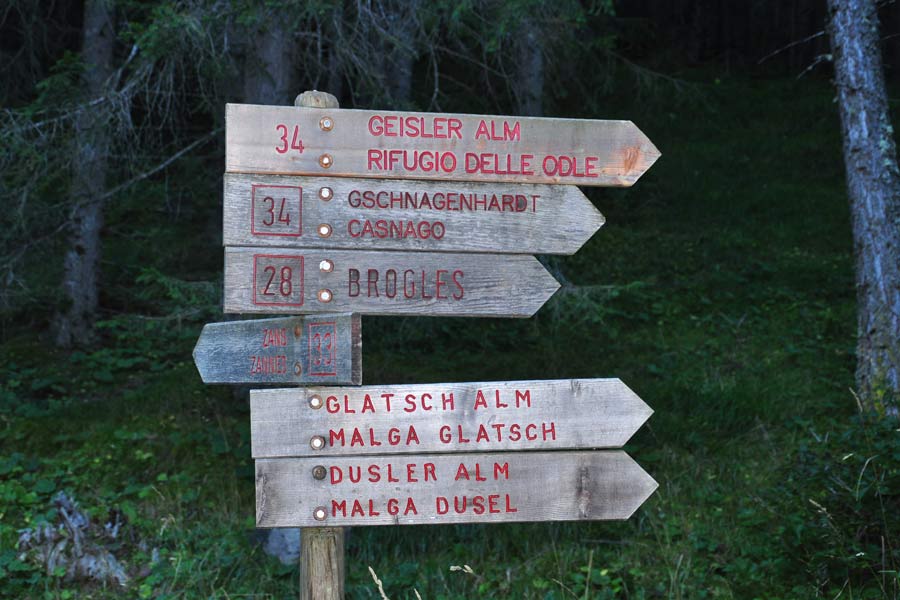 34 GEISLER ALM
RIFUGIO DELLE ODLE
34 GSCHNAGENHARDT
CASNAGO
28 BROGLES
ZANS
ZANNES 33
GLATSCH ALM
MALGA GLATSCH
DUSLER ALM
MALGA DUSEL